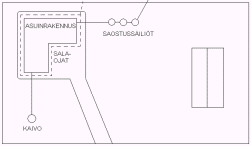 ASUINRAKENNUS
SAOSTUSSÄILIÖT
SALA-
OJAT
KAIVO